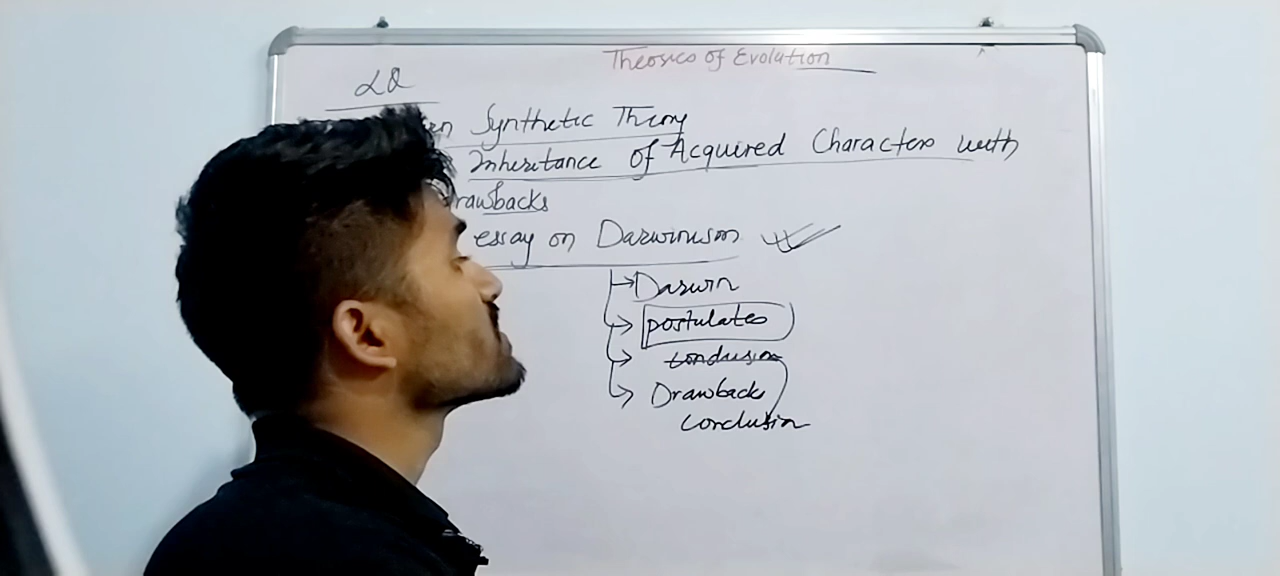 Theories of Evolution
LQ
Synthetic Theory
Inheritance of Acquired Characters with
rawbacks
essay on Darwinism
Darwin
postulates
conclusion
Drawbacks
conclusion